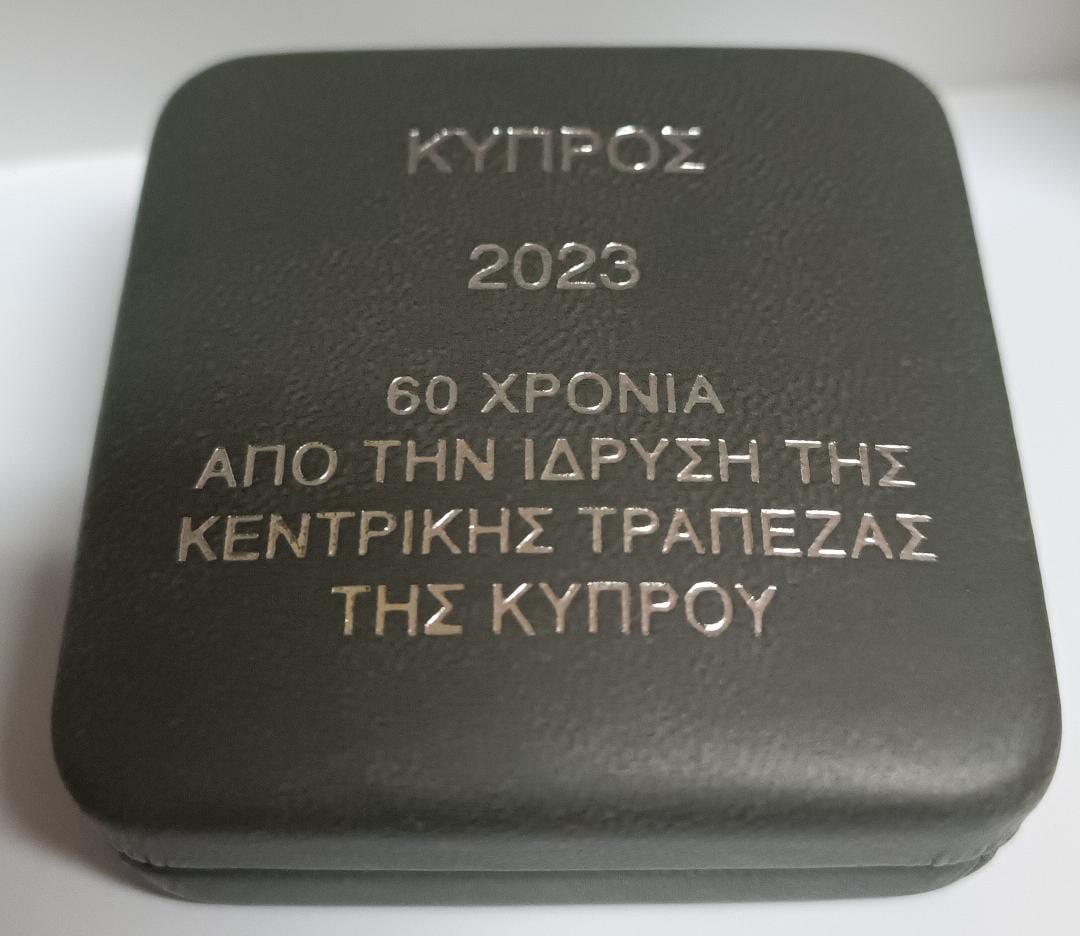 ΚΥΠΡΟΣ
2023
60 ΧΡΟΝΙΑ
ΑΠΟ ΤΗΝ ΙΔΡΥΣΗ ΤΗΣ
ΚΕΝΤΡΙΚΗΣ ΤΡΑΠΕΖΑΣ
ΤΗΣ ΚΥΠΡΟΥ